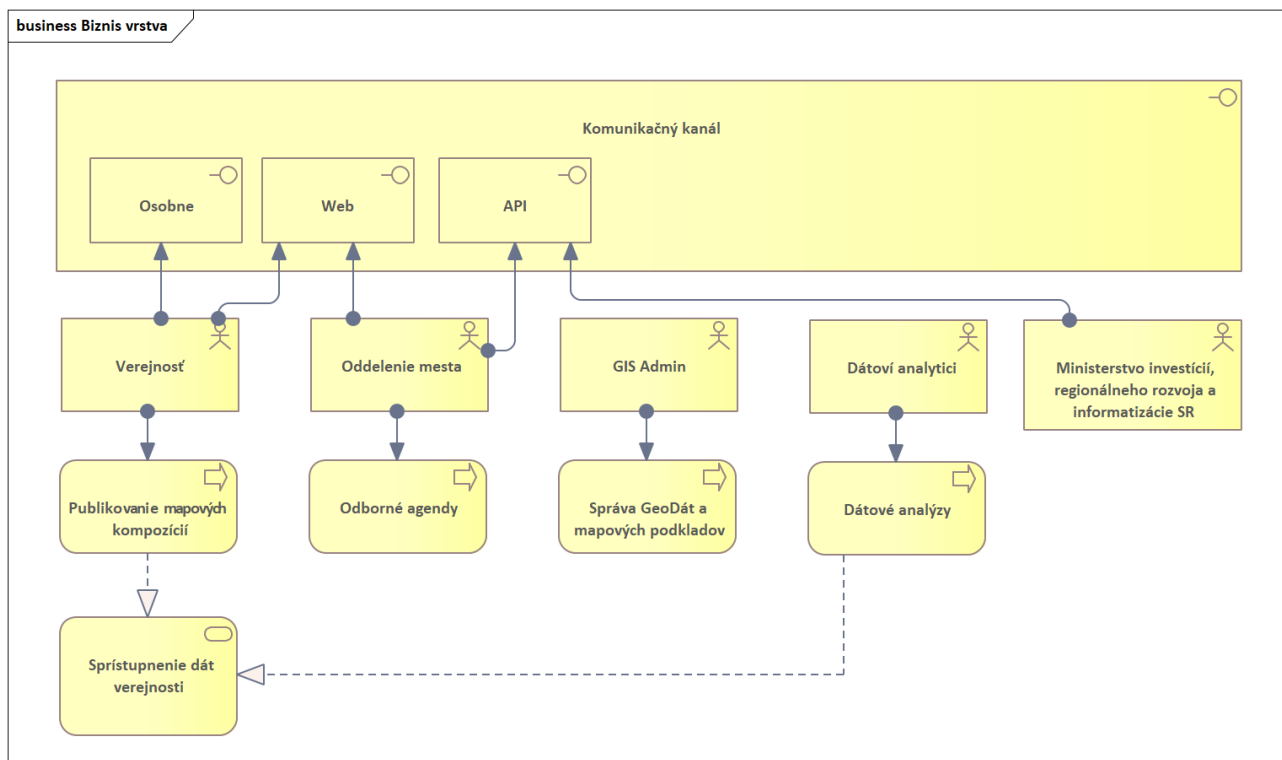 business Biznis vrstva
Komunikačný kanál
Osobne
Web
API
Verejnosť
Oddelenie mesta
GIS Admin
Dátoví analytici
Ministerstvo investícií,
regionálneho rozvoja a
informatizácie SR
Publikovanie mapových
kompozícií
Odborné agendy
Správa GeoDát a
mapových podkladov
Dátové analýzy
Sprístupnenie dát
verejnosti